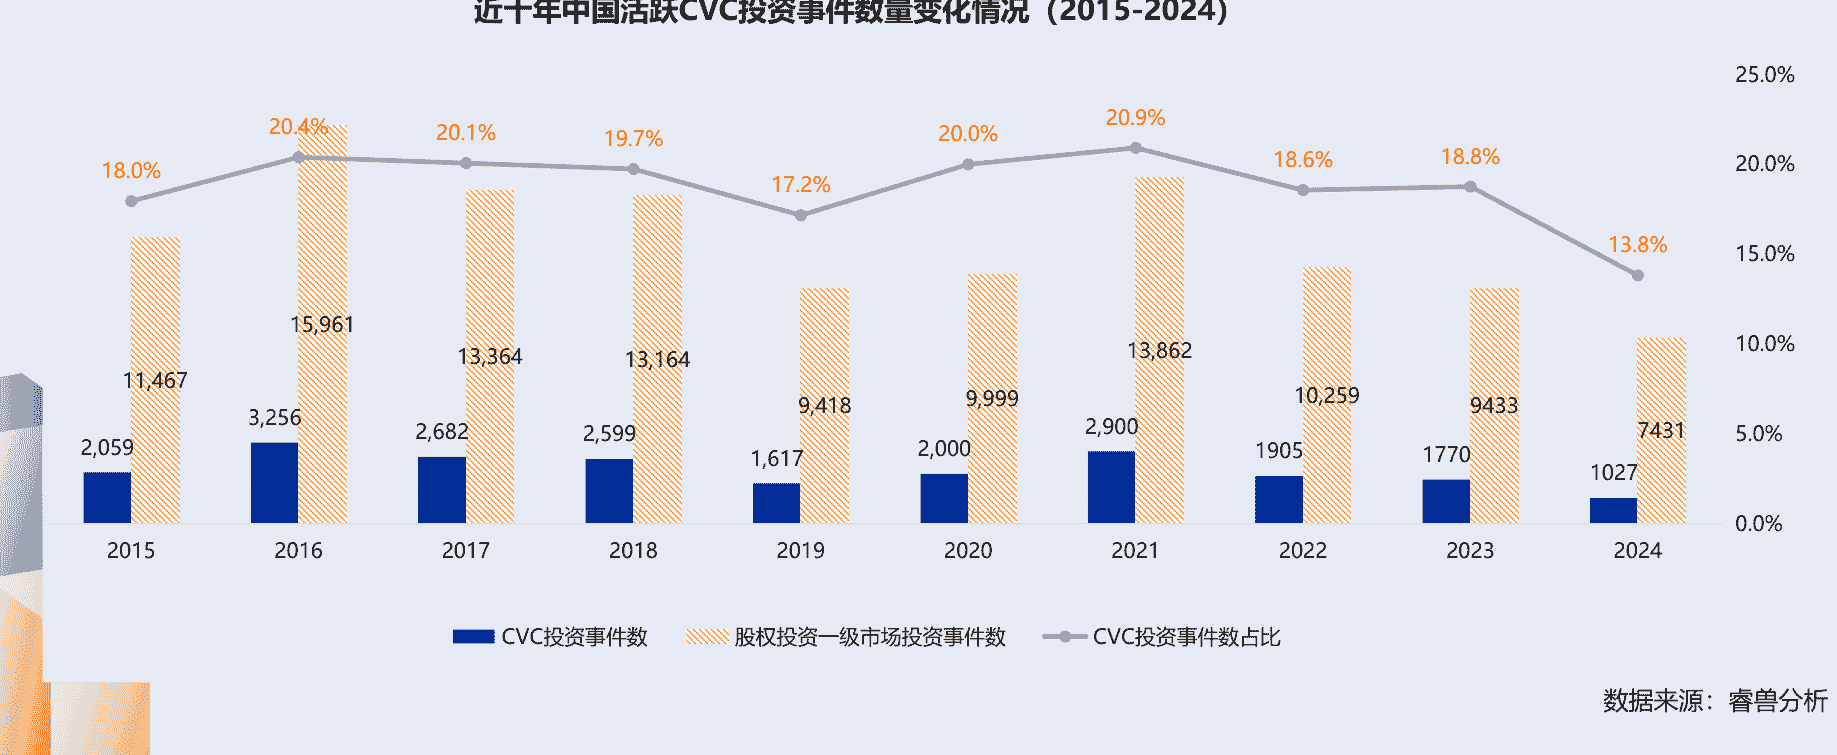 近十年中国活跃CVC投资事件数量变化情况（2015-2024）
25.0%
20.0%
15.0%
10.0%
5.0%
0.0%
18.0% 20.4% 20.1% 19.7% 17.2% 20.0% 20.9% 18.6% 18.8% 13.8%
11,467 15,961 13,364 13,164 9,418 9,999 13,862 10,259 9433 7431
2,059 3,256 2,682 2,599 1,617 2,000 2,900 1905 1770 1027
2015 2016 2017 2018 2019 2020 2021 2022 2023 2024
CVC投资事件数 股权投资一级市场投资事件数 CVC投资事件数占比
数据来源：睿兽分析